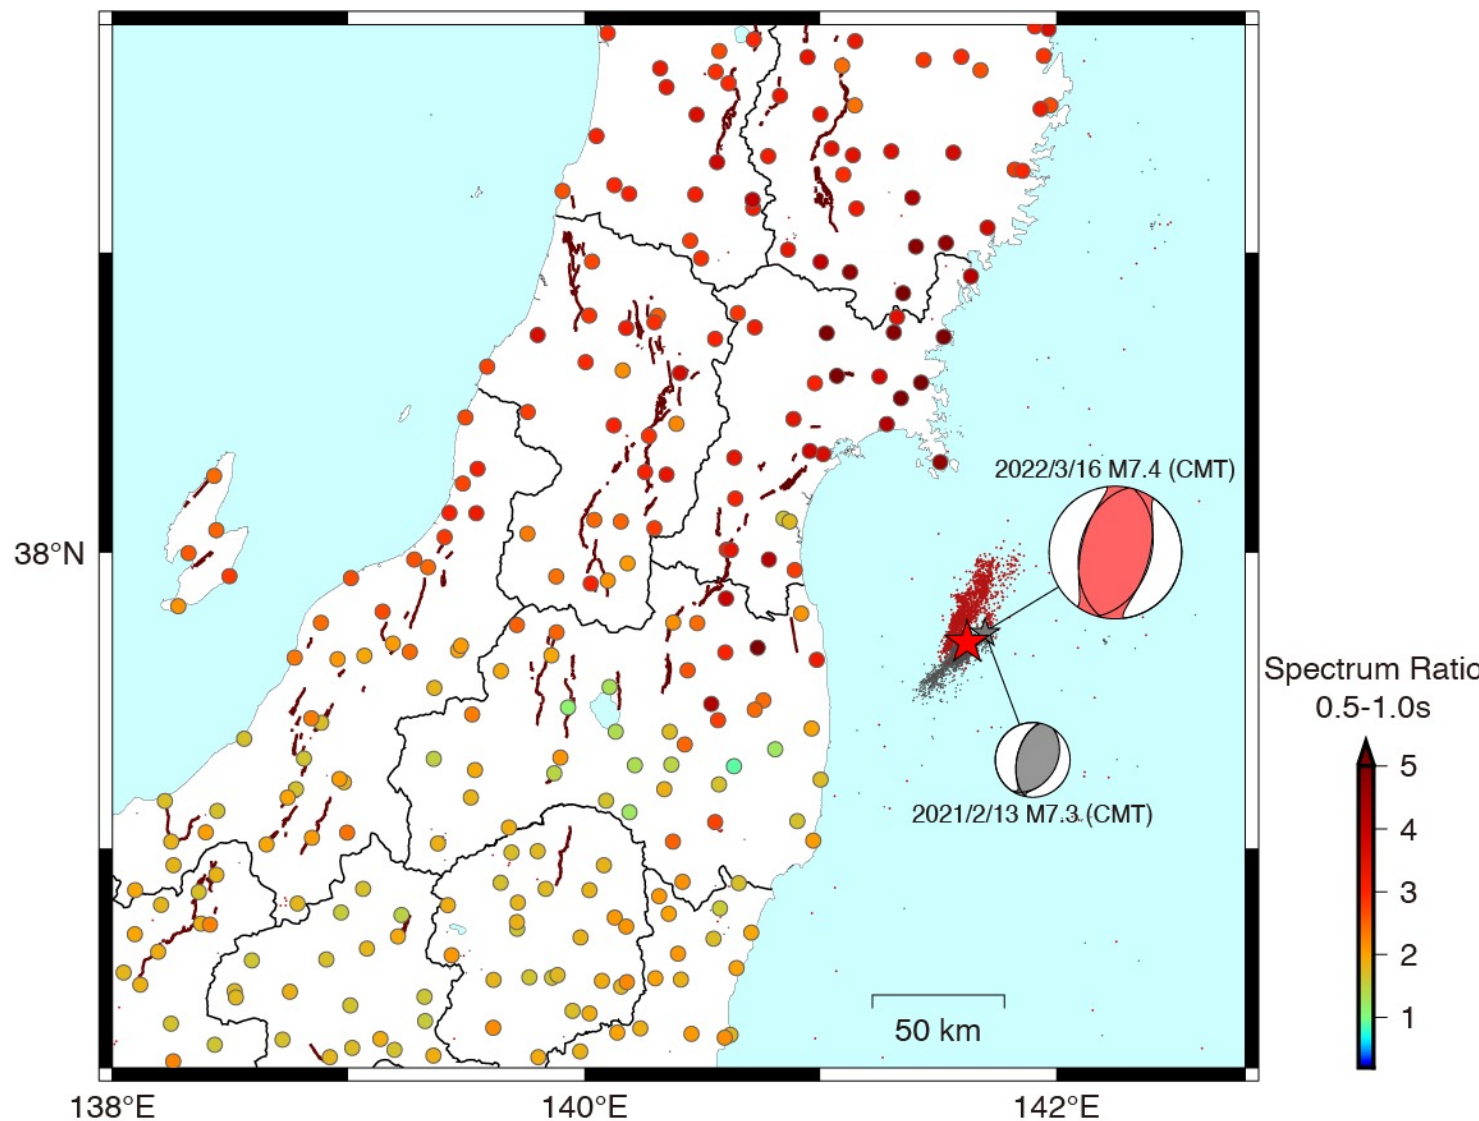 2022/3/16 M7.4 (CMT)
38°N
Spectrum Ratio
0.5-1.0s
5
4
3
2
1
2021/2/13 M7.3 (CMT)
50 km
138°E
140°E
142°E